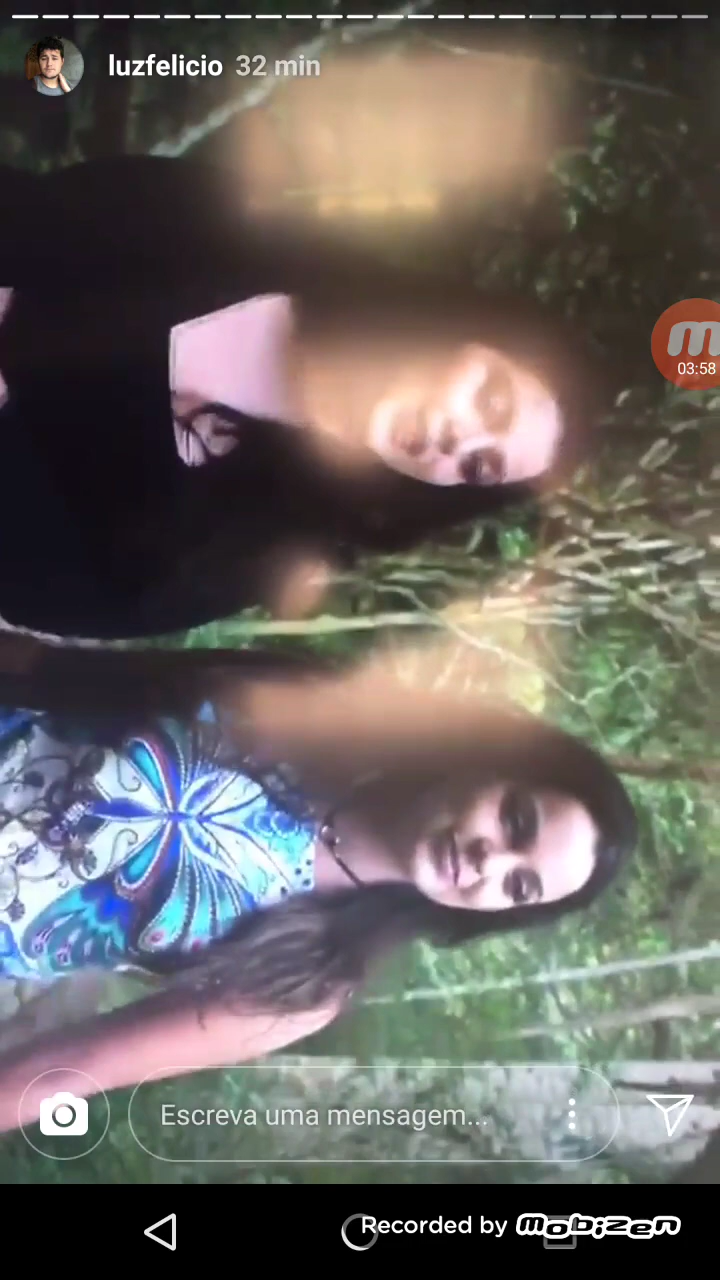 luzfelicio 32 min
m
03:58
Escreva uma mensagem...
Recorded by mobizen